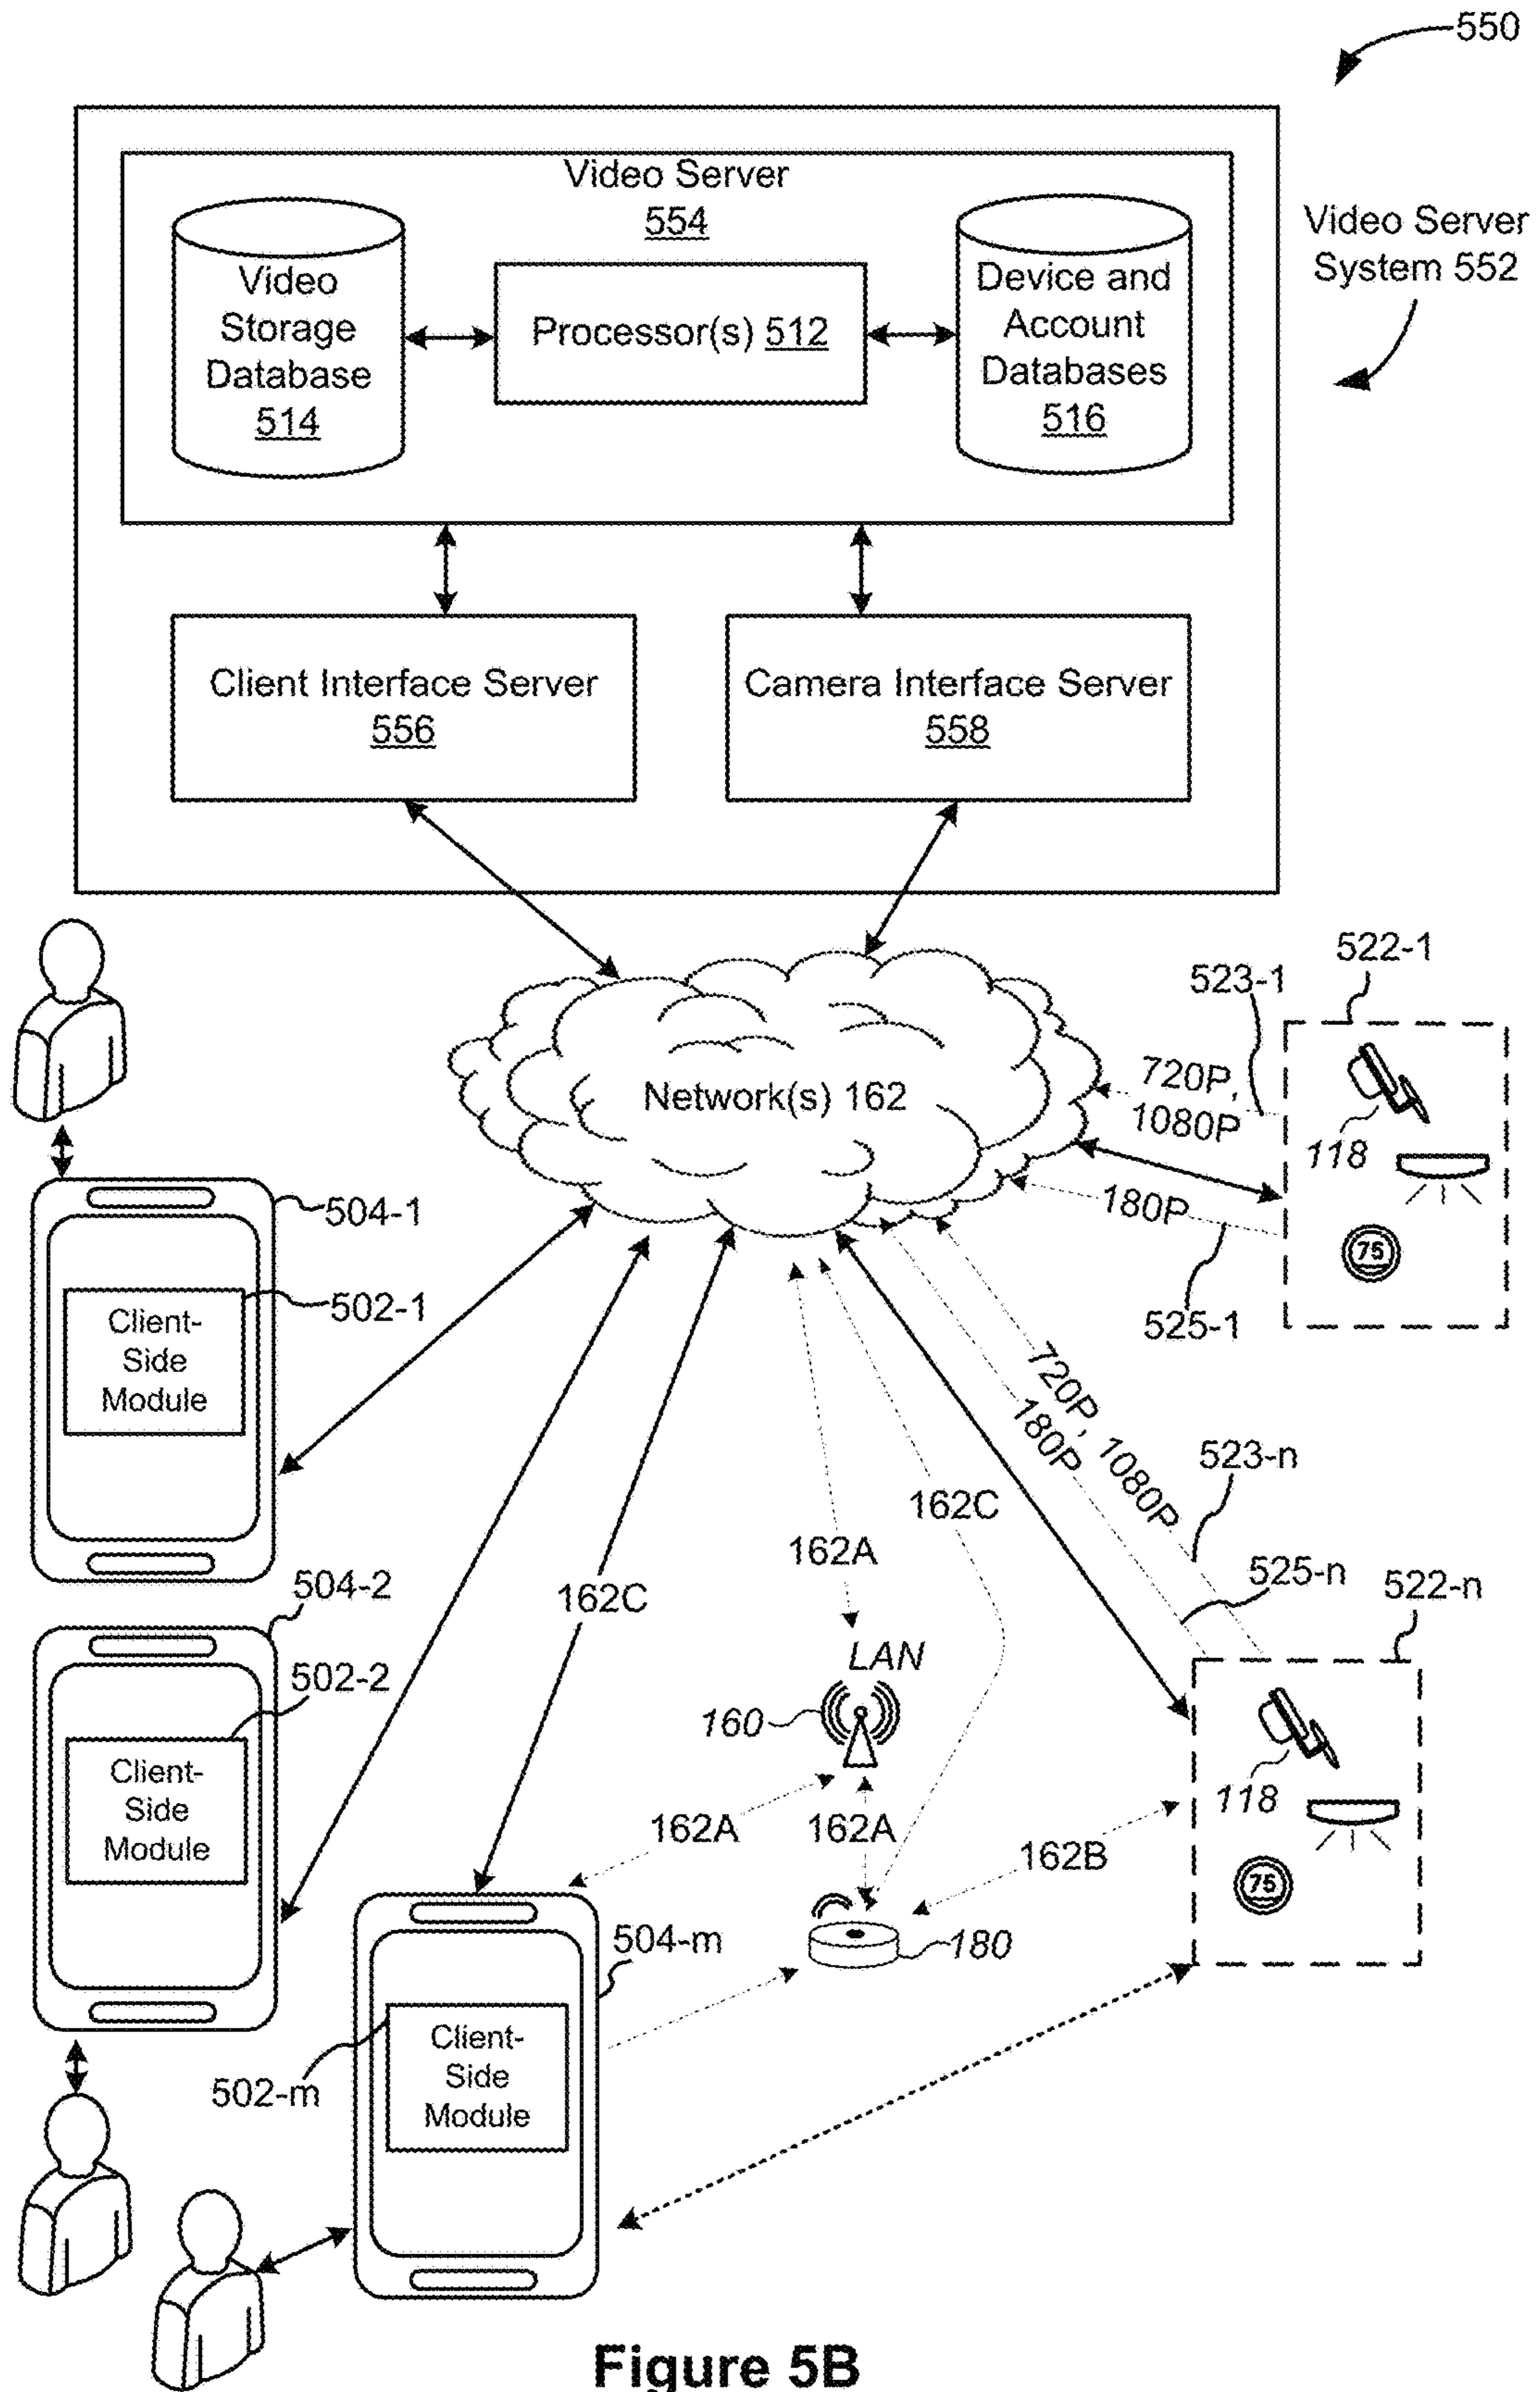 550
Video Server
554
Video Server
System 552
Video
Storage
Database
514
Processor(s) 512
Device and
Account
Databases
516
Client Interface Server
556
Camera Interface Server
558
Network(s) 162
522-1
523-1
720P,
1080P
118
180P
75
525-1
504-1
502-1
Client-
Side
Module
720P, 1080P
180P
523-n
525-n
522-n
162C
162A
162C
LAN
160
504-2
502-2
Client-
Side
Module
162A
162A
162B
118
75
180
504-m
502-m
Client-
Side
Module
Figure 5B